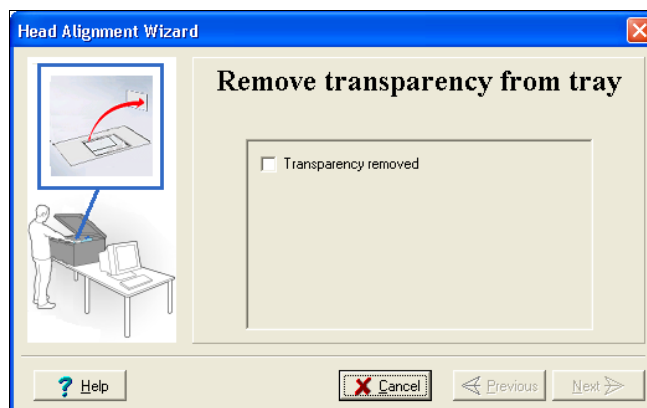 Head Alignment Wizard
Remove transparency from tray
Transparency removed
Help
Cancel
Previous
Next